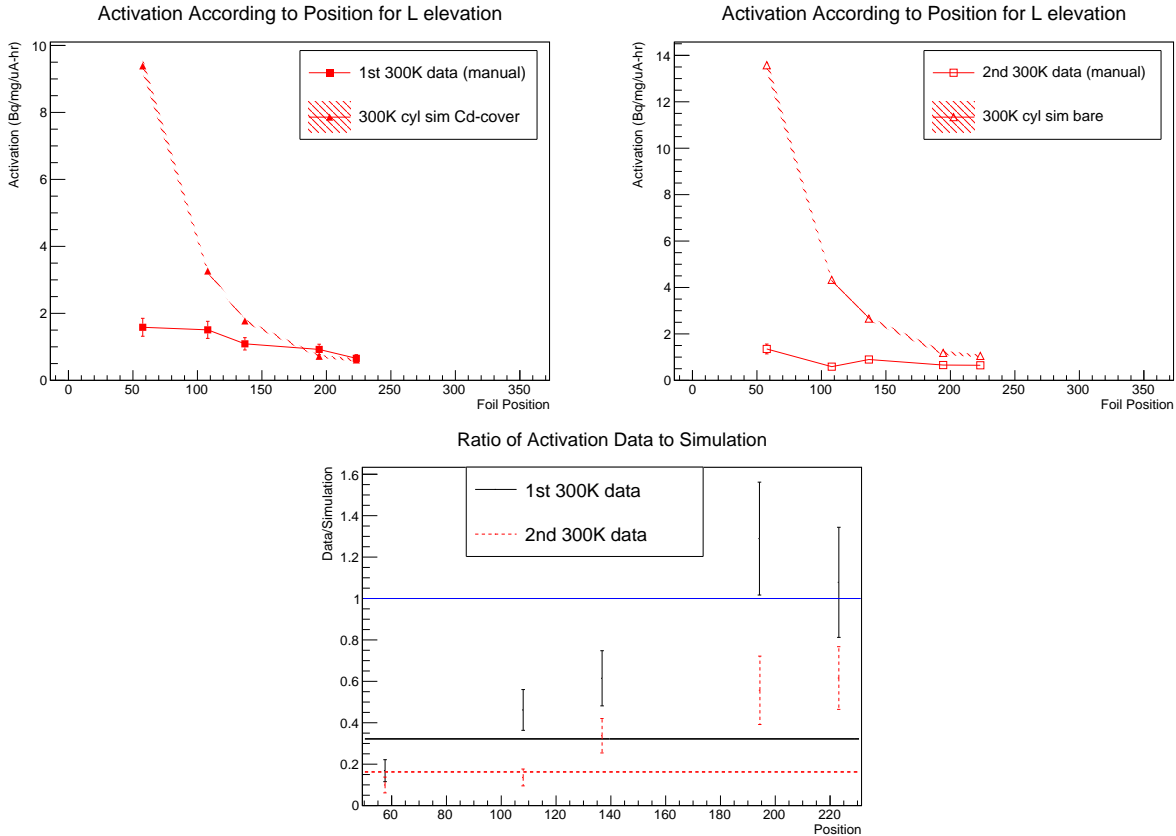 Activation According to Position for L elevation
Activation (Bq/mg/uA-hr)
10
8
6
4
2
0
1st 300K data (manual)
300K cyl sim Cd-cover
0 50 100 150 200 250 300 350
Foil Position
Activation According to Position for L elevation
Activation (Bq/mg/uA-hr)
14
12
10
8
6
4
2
0
2nd 300K data (manual)
300K cyl sim bare
0 50 100 150 200 250 300 350
Foil Position
Ratio of Activation Data to Simulation
Data/Simulation
1.6
1.4
1.2
1
0.8
0.6
0.4
0.2
0
1st 300K data
2nd 300K data
60 80 100 120 140 160 180 200 220
Position